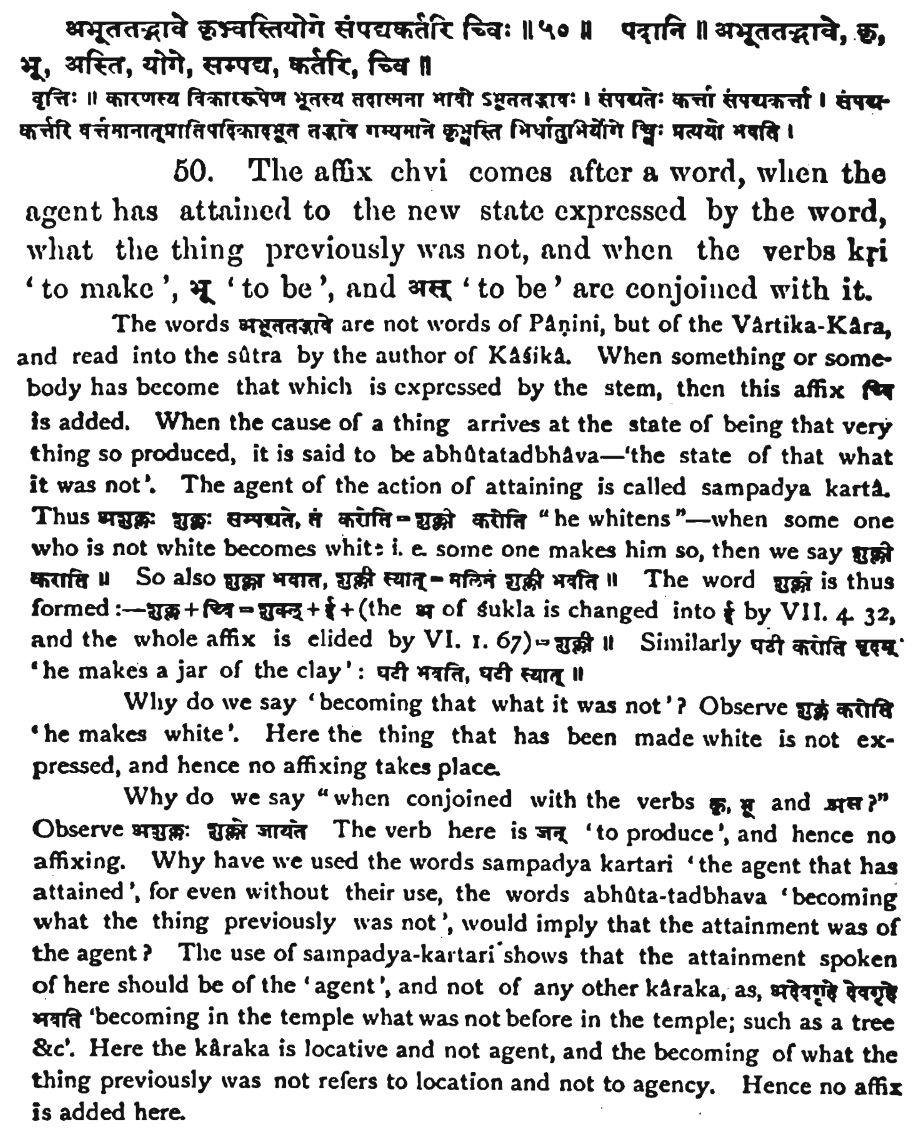 अभूततद्भावे कृभ्वस्तियोगे संपद्यकर्तरि च्विः ॥ ५० ॥ पदानि ॥ अभूततद्भावे, कृ,
भू, अस्ति, योगे, सम्पद्य, कर्तरि, च्वि ॥
वृत्तिः ॥ कारणस्य विकाररूपेण भूतस्य तदात्मना भावो ऽभूततद्भावः । संपद्यतेः कर्त्ता संपद्यकर्त्ता । संपद्य-
कर्त्तरि वर्त्तमानात्प्रातिपदिकादभूत तद्भावे गम्यमाने कृभ्वस्ति भिर्धातुभिर्योगे च्विः प्रत्ययो भवति ।
50. The affix chvi comes after a word, when the
agent has attained to the new state expressed by the word,
what the thing previously was not, and when the verbs kṛi
‘to make’, भू ‘to be’, and अस् ‘to be’ are conjoined with it.
The words अभूततद्भावे are not words of Pâṇini, but of the Vârtika-Kâra,
and read into the sûtra by the author of Kâśikâ. When something or some-
body has become that which is expressed by the stem, then this affix च्वि
is added. When the cause of a thing arrives at the state of being that very
thing so produced, it is said to be abhûtatadbhâva—‘the state of that what
it was not’. The agent of the action of attaining is called sampadya kartâ.
Thus अशुक्लः शुक्लः सम्पद्यते, तं करोति = शुक्ली करोति “he whitens”—when some one
who is not white becomes white i. e. some one makes him so, then we say शुक्ली
करोति ॥ So also शुक्ली भवति, शुक्ली स्यात् = मलिनं शुक्ली भवति ॥ The word शुक्ली is thus
formed:—शुक्ल + च्वि = शुक्ल् + ई + (the अ of śukla is changed into ई by VII. 4. 32,
and the whole affix is elided by VI. 1. 67) = शुक्ली ॥ Similarly घटी करोति मृदम्
‘he makes a jar of the clay’: घटी भवति, घटी स्यात् ॥
Why do we say ‘becoming that what it was not’? Observe शुक्लं करोति
‘he makes white’. Here the thing that has been made white is not ex-
pressed, and hence no affixing takes place.
Why do we say “when conjoined with the verbs कृ, भू and अस?”
Observe अशुक्लः शुक्लो जायते The verb here is जन् ‘to produce’, and hence no
affixing. Why have we used the words sampadya kartari ‘the agent that has
attained’, for even without their use, the words abhûta-tadbhava ‘becoming
what the thing previously was not’, would imply that the attainment was of
the agent? The use of sampadya-kartari shows that the attainment spoken
of here should be of the ‘agent’, and not of any other kâraka, as, अदेवगृहे देवगृहे
भवति ‘becoming in the temple what was not before in the temple; such as a tree
&c’. Here the kâraka is locative and not agent, and the becoming of what the
thing previously was not refers to location and not to agency. Hence no affix
is added here.